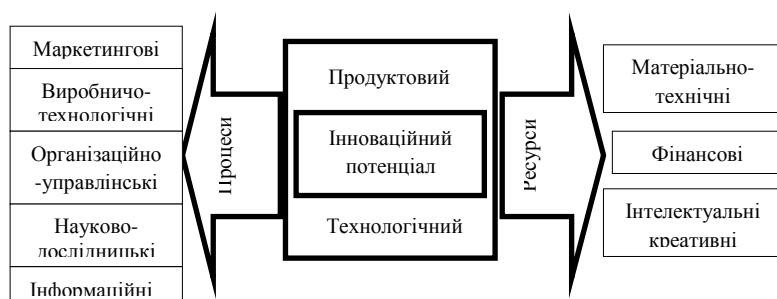 Маркетингові
Виробничо-
технологічні
Організаційно
-управлінські
Науково-
дослідницькі
Інформаційні
Процеси
Продуктовий
Інноваційний
потенціал
Технологічний
Ресурси
Матеріально-
технічні
Фінансові
Інтелектуальні
креативні